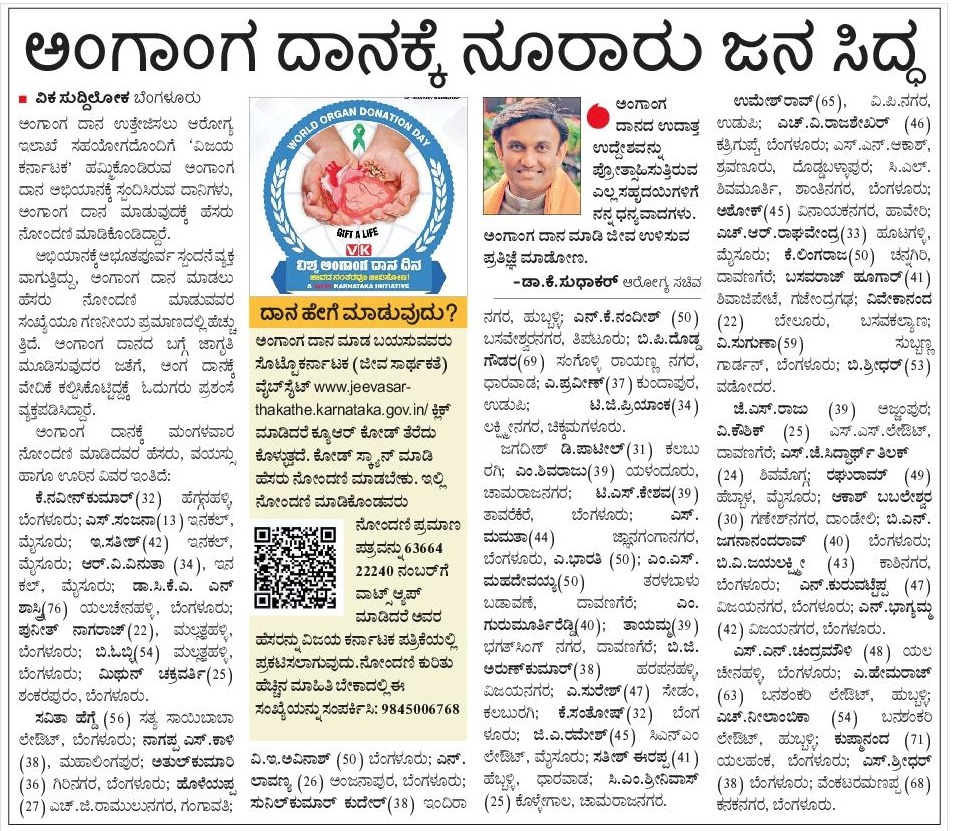 ಅಂಗಾಂಗ ದಾನಕ್ಕೆ ನೂರಾರು ಜನ ಸಿದ್ಧ
■ ವಿಕ ಸುದ್ದಿಲೋಕ ಬೆಂಗಳೂರು
ಅಂಗಾಂಗ ದಾನ ಉತ್ತೇಜಿಸಲು ಆರೋಗ್ಯ
ಇಲಾಖೆ ಸಹಯೋಗದೊಂದಿಗೆ ‘ವಿಜಯ
ಕರ್ನಾಟಕ’ ಹಮ್ಮಿಕೊಂಡಿರುವ ಅಂಗಾಂಗ
ದಾನ ಅಭಿಯಾನಕ್ಕೆ ಸ್ಪಂದಿಸಿರುವ ದಾನಿಗಳು,
ಅಂಗಾಂಗ ದಾನ ಮಾಡುವುದಕ್ಕೆ ಹೆಸರು
ನೋಂದಣಿ ಮಾಡಿಕೊಂಡಿದ್ದಾರೆ.
ಅಭಿಯಾನಕ್ಕೆ ಅಭೂತಪೂರ್ವ ಸ್ಪಂದನೆ ವ್ಯಕ್ತ
ವಾಗುತ್ತಿದ್ದು, ಅಂಗಾಂಗ ದಾನ ಮಾಡಲು
ಹೆಸರು ನೋಂದಣಿ ಮಾಡುವವರ
ಸಂಖ್ಯೆಯೂ ಗಣನೀಯ ಪ್ರಮಾಣದಲ್ಲಿ ಹೆಚ್ಚು
ತ್ತಿದೆ. ಅಂಗಾಂಗ ದಾನದ ಬಗ್ಗೆ ಜಾಗೃತಿ
ಮೂಡಿಸುವುದರ ಜತೆಗೆ, ಅಂಗ ದಾನಕ್ಕೆ
ವೇದಿಕೆ ಕಲ್ಪಿಸಿಕೊಟ್ಟಿದ್ದಕ್ಕೆ ಓದುಗರು ಪ್ರಶಂಸೆ
ವ್ಯಕ್ತಪಡಿಸಿದ್ದಾರೆ.
ಅಂಗಾಂಗ ದಾನಕ್ಕೆ ಮಂಗಳವಾರ
ನೋಂದಣಿ ಮಾಡಿದವರ ಹೆಸರು, ವಯಸ್ಸು
ಹಾಗೂ ಊರಿನ ವಿವರ ಇಂತಿದೆ:
ಕೆ.ನವೀನ್‌ಕುಮಾರ್(32) ಹೆಗ್ಗನಹಳ್ಳಿ,
ಬೆಂಗಳೂರು; ಎಸ್.ಸಂಜನಾ(13) ಇನಕಲ್,
ಮೈಸೂರು; ಇ.ಸತೀಶ್(42) ಇನಕಲ್,
ಮೈಸೂರು; ಆರ್.ವಿ.ವಿನುತಾ (34), ಇನ
ಕಲ್, ಮೈಸೂರು; ಡಾ.ಸಿ.ಕೆ.ಎ. ಎನ್
ಶಾಸ್ತ್ರಿ(76) ಯಲಚೇನಹಳ್ಳಿ, ಬೆಂಗಳೂರು;
ಪುನೀತ್ ನಾಗರಾಜ್(22), ಮಲ್ಲತ್ತಹಳ್ಳಿ,
ಬೆಂಗಳೂರು; ಬಿ.ಓಬ್ಳಿ(54) ಮಲ್ಲತ್ತಹಳ್ಳಿ,
ಬೆಂಗಳೂರು; ಮಿಥುನ್ ಚಕ್ರವರ್ತಿ(25)
ಶಂಕರಪುರಂ, ಬೆಂಗಳೂರು.
ಸವಿತಾ ಹೆಗ್ಡೆ (56) ಸತ್ಯ ಸಾಯಿಬಾಬಾ
ಲೇಔಟ್, ಬೆಂಗಳೂರು; ನಾಗಪ್ಪ ಎಸ್.ಕಾಳಿ
(38), ಮಹಾಲಿಂಗಪುರ; ಅತುಲ್‌ಕುಮಾರಿ
(36) ಗಿರಿನಗರ, ಬೆಂಗಳೂರು; ಹೊಳೆಯಪ್ಪ
(27) ಎಚ್.ಜಿ.ರಾಮುಲುನಗರ, ಗಂಗಾವತಿ;
WORLD ORGAN DONATION DAY
GIFT A LIFE
VK
ವಿಶ್ವ ಅಂಗಾಂಗ ದಾನ ದಿನ
ಜೀವದ ನಂತರವೂ ಜೀವಿಸೋಣ!
A VIJAY KARNATAKA INITIATIVE
ದಾನ ಹೇಗೆ ಮಾಡುವುದು?
ಅಂಗಾಂಗ ದಾನ ಮಾಡ ಬಯಸುವವರು
ಸೊಟ್ಟೊಕರ್ನಾಟಕ (ಜೀವ ಸಾರ್ಥಕತೆ)
ವೈಬ್‌ಸೈಟ್ www.jeevasar-
thakathe.karnataka.gov.in/ ಕ್ಲಿಕ್
ಮಾಡಿದರೆ ಕ್ಯೂಆರ್ ಕೋಡ್ ತೆರೆದು
ಕೊಳ್ಳುತ್ತದೆ. ಕೋಡ್ ಸ್ಕ್ಯಾನ್ ಮಾಡಿ
ಹೆಸರು ನೋಂದಣಿ ಮಾಡಬೇಕು. ಇಲ್ಲಿ
ನೋಂದಣಿ ಮಾಡಿಕೊಂಡವರು
ನೋಂದಣಿ ಪ್ರಮಾಣ
ಪತ್ರವನ್ನು 63664
22240 ನಂಬರ್‌ಗೆ
ವಾಟ್ಸ್‌ಆ್ಯಪ್
ಮಾಡಿದರೆ ಅವರ
ಹೆಸರನ್ನು ವಿಜಯ ಕರ್ನಾಟಕ ಪತ್ರಿಕೆಯಲ್ಲಿ
ಪ್ರಕಟಿಸಲಾಗುವುದು. ನೋಂದಣಿ ಕುರಿತು
ಹೆಚ್ಚಿನ ಮಾಹಿತಿ ಬೇಕಾದಲ್ಲಿ ಈ
ಸಂಖ್ಯೆಯನ್ನು ಸಂಪರ್ಕಿಸಿ: 9845006768
ವಿ.ಇ.ಅವಿನಾಶ್ (50) ಬೆಂಗಳೂರು; ಎನ್.
ಲಾವಣ್ಯ (26) ಅಂಜನಾಪುರ, ಬೆಂಗಳೂರು;
ಸುನಿಲ್‌ಕುಮಾರ್ ಕುದೇರ್(38) ಇಂದಿರಾ
ಅಂಗಾಂಗ
ದಾನದ ಉದಾತ್ತ
ಉದ್ದೇಶವನ್ನು
ಪ್ರೋತ್ಸಾಹಿಸುತ್ತಿರುವ
ಎಲ್ಲ ಸಹೃದಯಿಗಳಿಗೆ
ನನ್ನ ಧನ್ಯವಾದಗಳು.
ಅಂಗಾಂಗ ದಾನ ಮಾಡಿ ಜೀವ ಉಳಿಸುವ
ಪ್ರತಿಜ್ಞೆ ಮಾಡೋಣ.
-ಡಾ.ಕೆ.ಸುಧಾಕರ್ ಆರೋಗ್ಯ ಸಚಿವ
ನಗರ, ಹುಬ್ಬಳ್ಳಿ; ಎನ್.ಕೆ.ನಂದೀಶ್ (50)
ಬಸವೇಶ್ವರನಗರ, ತಿಪಟೂರು; ಬಿ.ಪಿ.ದೊಡ್ಡ
ಗೌಡರ(69) ಸಂಗೊಳ್ಳಿ ರಾಯಣ್ಣ ನಗರ,
ಧಾರವಾಡ; ಎ.ಪ್ರವೀಣ್(37) ಕುಂದಾಪುರ,
ಉಡುಪಿ; ಟಿ.ಜಿ.ಪ್ರಿಯಾಂಕ(34)
ಲಕ್ಷ್ಮೀನಗರ, ಚಿಕ್ಕಮಗಳೂರು.
ಜಗದೀಶ್ ಡಿ.ಪಾಟೀಲ್(31) ಕಲಬು
ರಗಿ; ಎಂ.ಶಿವರಾಜು(39) ಯಳಂದೂರು,
ಚಾಮರಾಜನಗರ; ಟಿ.ಎಸ್.ಕೇಶವ(39)
ತಾವರೆಕೆರೆ, ಬೆಂಗಳೂರು; ಎಸ್.
ಮಮತಾ(44) ಜ್ಞಾನಗಂಗಾನಗರ,
ಬೆಂಗಳೂರು, ಎ.ಭಾರತಿ (50); ಎಂ.ಎಸ್.
ಮಹದೇವಯ್ಯ(50) ತರಳಬಾಳು
ಬಡಾವಣೆ, ದಾವಣಗೆರೆ; ಎಂ.
ಗುರುಮೂರ್ತಿರೆಡ್ಡಿ(40); ತಾಯಮ್ಮ(39)
ಭಗತ್‌ಸಿಂಗ್ ನಗರ, ದಾವಣಗೆರೆ; ಬಿ.ಜಿ.
ಅರುಣ್‌ಕುಮಾರ್(38) ಹರಪನಹಳ್ಳಿ,
ವಿಜಯನಗರ; ಎ.ಸುರೇಶ್(47) ಸೇಡಂ,
ಕಲಬುರಗಿ; ಕೆ.ಸಂತೋಷ್(32) ಬೆಂಗ
ಳೂರು; ಜಿ.ಎ.ರಮೇಶ್(45) ಸಿಎನ್ಎಂ
ಲೇಔಟ್, ಮೈಸೂರು; ಸತೀಶ್ ಈರಪ್ಪ(41)
ಹೆಬ್ಬಳ್ಳಿ, ಧಾರವಾಡ; ಸಿ.ಎಂ.ಶ್ರೀನಿವಾಸ್
(25) ಕೊಳ್ಳೇಗಾಲ, ಚಾಮರಾಜನಗರ.
ಉಮೇಶ್‌ರಾವ್(65), ವಿ.ಪಿ.ನಗರ,
ಉಡುಪಿ; ಎಚ್.ವಿ.ರಾಜಶೇಖರ್ (46)
ಕತ್ರಿಗುಪ್ಪೆ, ಬೆಂಗಳೂರು; ಎಸ್.ಎನ್.ಆಕಾಶ್,
ಶ್ರವಣೂರು, ದೊಡ್ಡಬಳ್ಳಾಪುರ; ಸಿ.ಎಲ್.
ಶಿವಮೂರ್ತಿ, ಶಾಂತಿನಗರ, ಬೆಂಗಳೂರು;
ಅಶೋಕ್(45) ವಿನಾಯಕನಗರ, ಹಾವೇರಿ;
ಎಚ್.ಆರ್.ರಾಘವೇಂದ್ರ(33) ಹೂಟಗಳ್ಳಿ,
ಮೈಸೂರು; ಕೆ.ಲಿಂಗರಾಜ(50) ಚನ್ನಗಿರಿ,
ದಾವಣಗೆರೆ; ಬಸವರಾಜ್ ಹೂಗಾರ್(41)
ಶಿವಾಜಿಪೇಟೆ, ಗಜೇಂದ್ರಗಢ; ವಿವೇಕಾನಂದ
(22) ಬೇಲೂರು, ಬಸವಕಲ್ಯಾಣ;
ವಿ.ಸುಗುಣಾ(59) ಸುಬ್ಬಣ್ಣ
ಗಾರ್ಡನ್, ಬೆಂಗಳೂರು; ಬಿ.ಶ್ರೀಧರ್(53)
ವಡೋದರ.
ಜಿ.ಎಸ್.ರಾಜು (39) ಅಜ್ಜಂಪುರ;
ವಿ.ಕೌಶಿಕ್ (25) ಎಸ್.ಎಸ್.ಲೇಔಟ್,
ದಾವಣಗೆರೆ; ಎಸ್.ಜಿ.ಸಿದ್ಧಾರ್ಥ್ ತಿಲಕ್
(24) ಶಿವಮೊಗ್ಗ; ರಘುರಾಮ್ (49)
ಹೆಬ್ಬಾಳ, ಮೈಸೂರು; ಆಕಾಶ್ ಬಬಲೇಶ್ವರ
(30) ಗಣೇಶ್‌ನಗರ, ದಾಂಡೇಲಿ; ಬಿ.ಎನ್.
ಜಗನಾನಂದರಾವ್ (40) ಬೆಂಗಳೂರು;
ಬಿ.ವಿ.ಜಯಲಕ್ಷ್ಮೀ (43) ಕಾಶಿನಗರ,
ಬೆಂಗಳೂರು; ಎನ್.ಕುರುವಟ್ಟೆಪ್ಪ (47)
ವಿಜಯನಗರ, ಬೆಂಗಳೂರು; ಎನ್.ಭಾಗ್ಯಮ್ಮ
(42) ವಿಜಯನಗರ, ಬೆಂಗಳೂರು.
ಎಸ್.ಎನ್.ಚಂದ್ರಮೌಳಿ (48) ಯಲ
ಚೇನಹಳ್ಳಿ, ಬೆಂಗಳೂರು; ಎ.ಹೇಮರಾಜ್
(63) ಬನಶಂಕರಿ ಲೇಔಟ್, ಹುಬ್ಬಳ್ಳಿ;
ಎಚ್.ನೀಲಾಂಬಿಕಾ (54) ಬನಶಂಕರಿ
ಲೇಔಟ್, ಹುಬ್ಬಳ್ಳಿ; ಕುಪ್ಮಾನಂದ (71)
ಯಲಹಂಕ, ಬೆಂಗಳೂರು; ಎಸ್.ಶ್ರೀಧರ್
(38) ಬೆಂಗಳೂರು; ವೆಂಕಟರಮಣಪ್ಪ (68)
ಕನಕನಗರ, ಬೆಂಗಳೂರು.